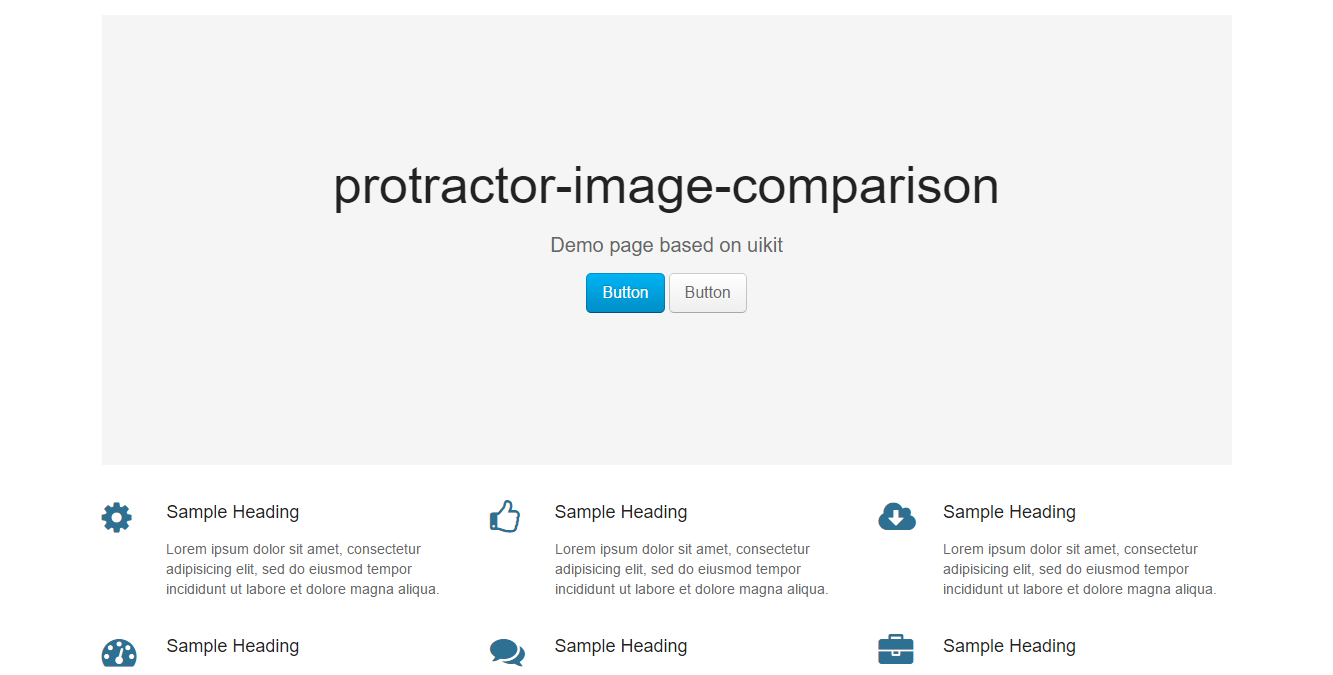 protractor-image-comparison
Demo page based on uikit
Button Button
Sample Heading
Lorem ipsum dolor sit amet, consectetur
adipisicing elit, sed do eiusmod tempor
incididunt ut labore et dolore magna aliqua.
Sample Heading
Lorem ipsum dolor sit amet, consectetur
adipisicing elit, sed do eiusmod tempor
incididunt ut labore et dolore magna aliqua.
Sample Heading
Lorem ipsum dolor sit amet, consectetur
adipisicing elit, sed do eiusmod tempor
incididunt ut labore et dolore magna aliqua.
Sample Heading
Sample Heading
Sample Heading